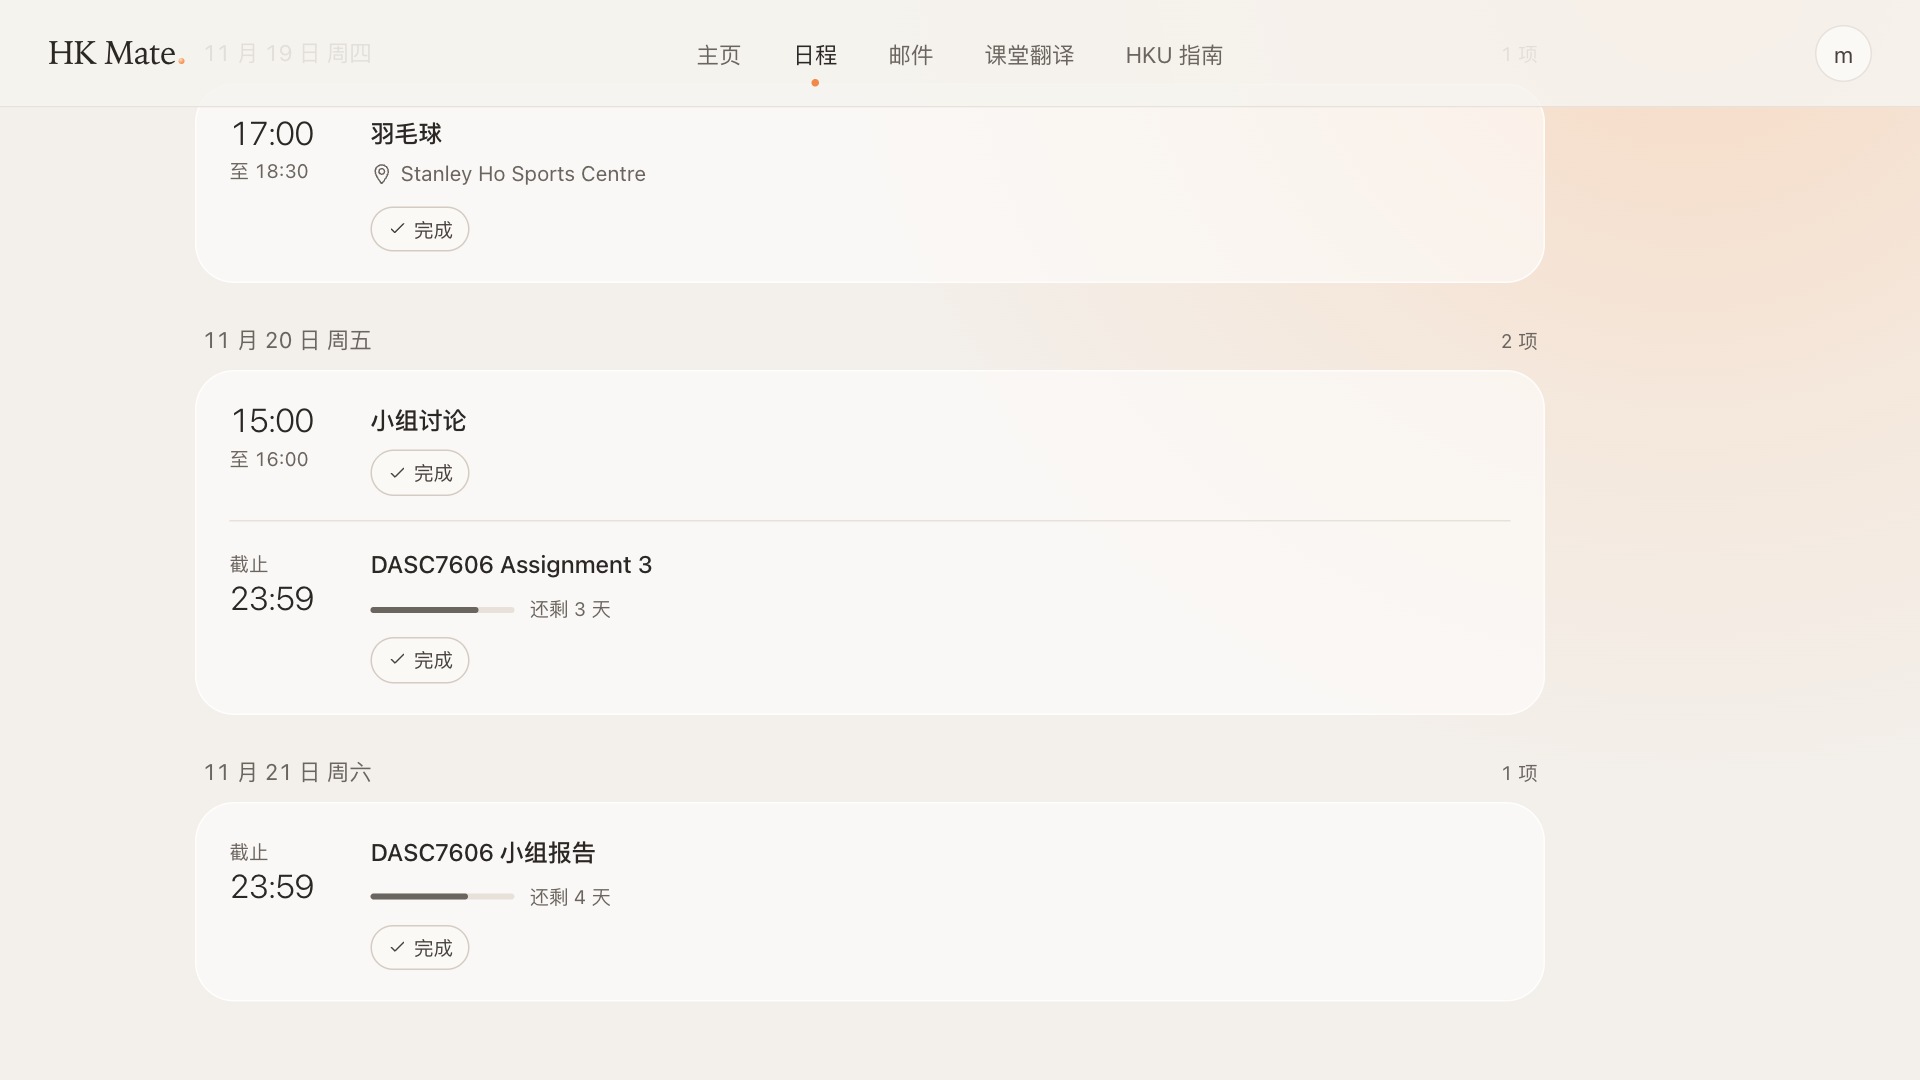 HK Mate.
主页
日程
邮件
课堂翻译
HKU 指南
m
11 月 19 日 周四
1 项
17:00
至 18:30
羽毛球
Stanley Ho Sports Centre
完成
11 月 20 日 周五
2 项
15:00
至 16:00
小组讨论
完成
截止
23:59
DASC7606 Assignment 3
还剩 3 天
完成
11 月 21 日 周六
1 项
截止
23:59
DASC7606 小组报告
还剩 4 天
完成